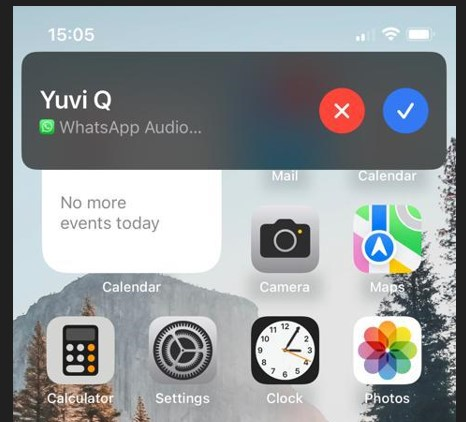 15:05
Yuvi Q
WhatsApp Audio...
Mail
Calendar
No more
events today
Calendar
Camera
Maps
Calculator
Settings
Clock
Photos